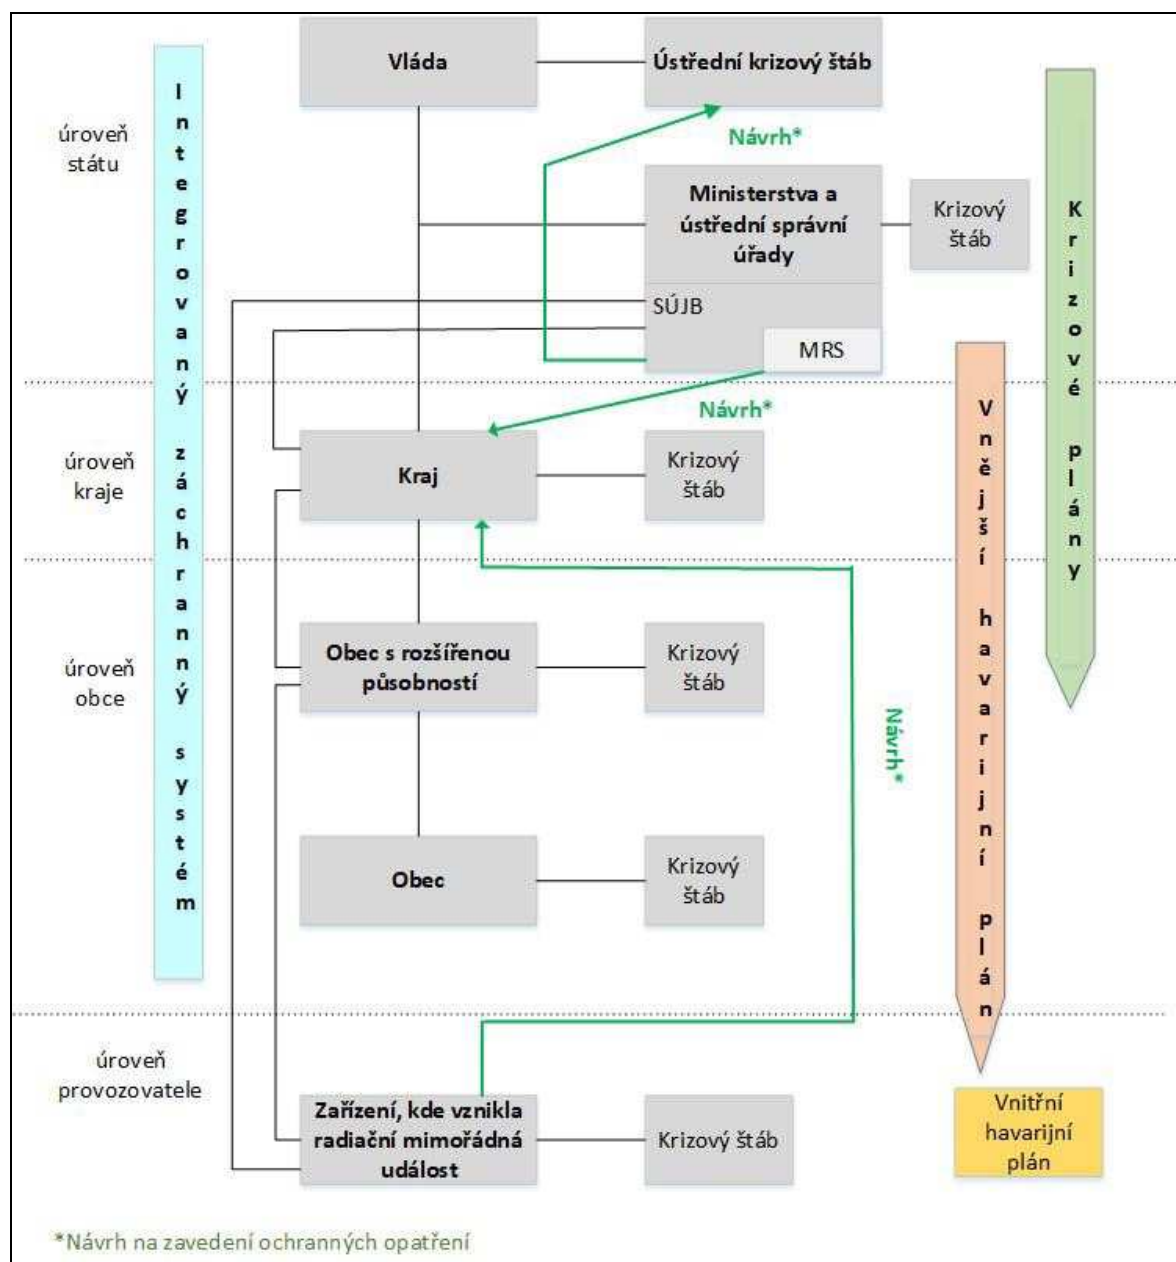 Vláda
Ústřední krizový štáb
úroveň
státu
Návrh*
Ministerstva a
ústřední správní
úřady
Krizový
štáb
SÚJB
MRS
Návrh*
úroveň
kraje
Kraj
Krizový
štáb
úroveň
obce
Obec s rozšířenou
působností
Krizový
štáb
Návrh*
Obec
Krizový
štáb
úroveň
provozovatele
Zařízení, kde vznikla
radiační mimořádná
událost
Krizový štáb
Integrovaný záchranný systém
Vnější havarijní plán
Krizové plány
Vnitřní
havarijní
plán
*Návrh na zavedení ochranných opatření